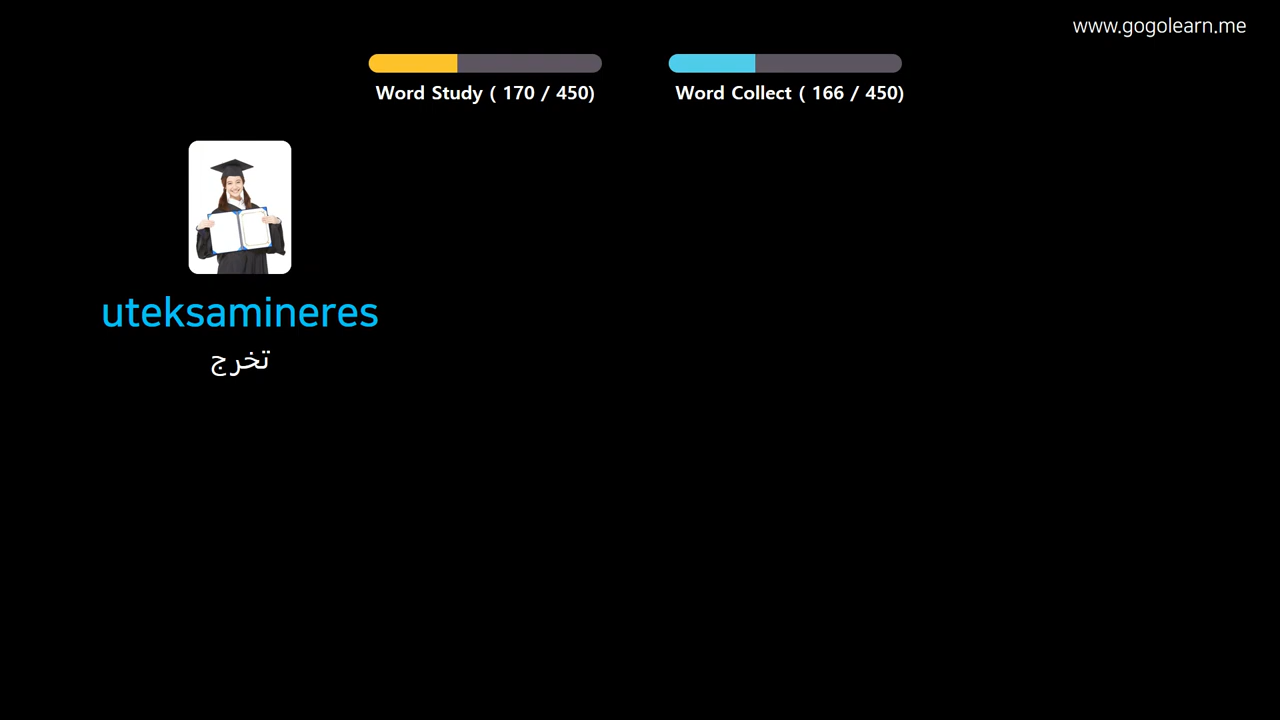 www.gogolearn.me
Word Study ( 170 / 450)
Word Collect ( 166 / 450)
uteksamineres
تخرج